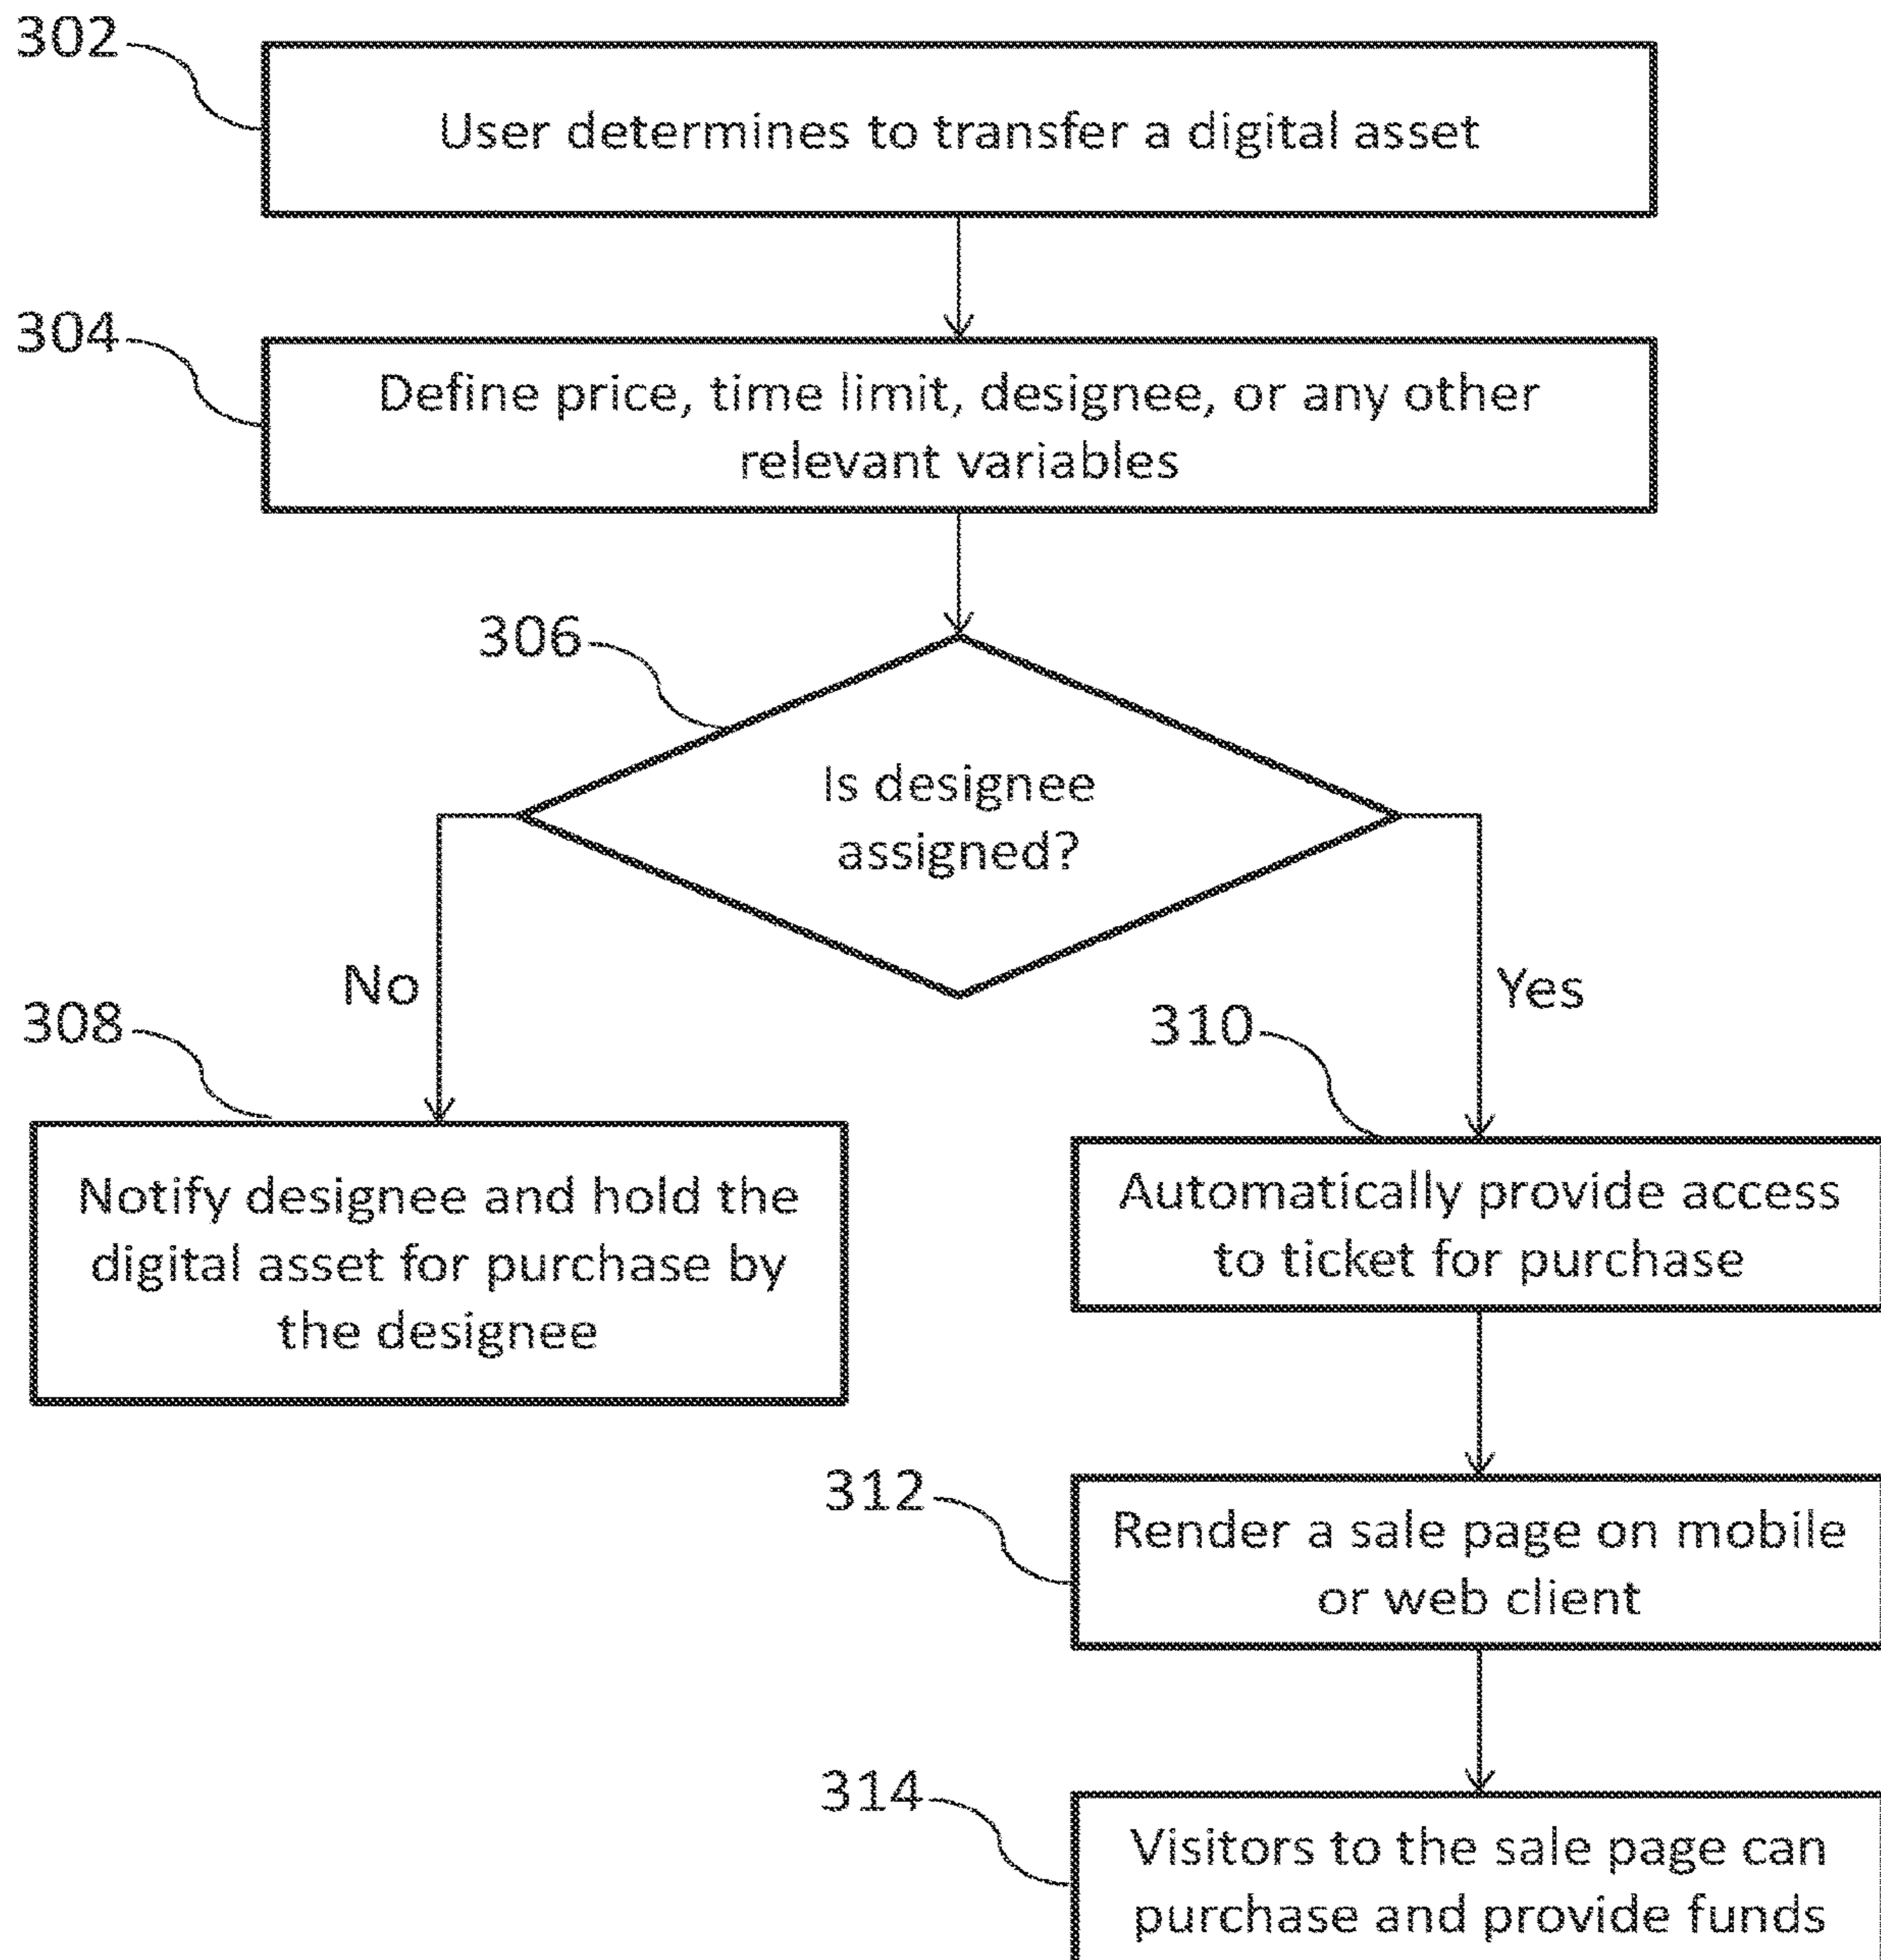 302
User determines to transfer a digital asset
304
Define price, time limit, designee, or any other
relevant variables
306
Is designee
assigned?
No
Yes
308
310
Notify designee and hold the
digital asset for purchase by
the designee
Automatically provide access
to ticket for purchase
312
Render a sale page on mobile
or web client
314
Visitors to the sale page can
purchase and provide funds